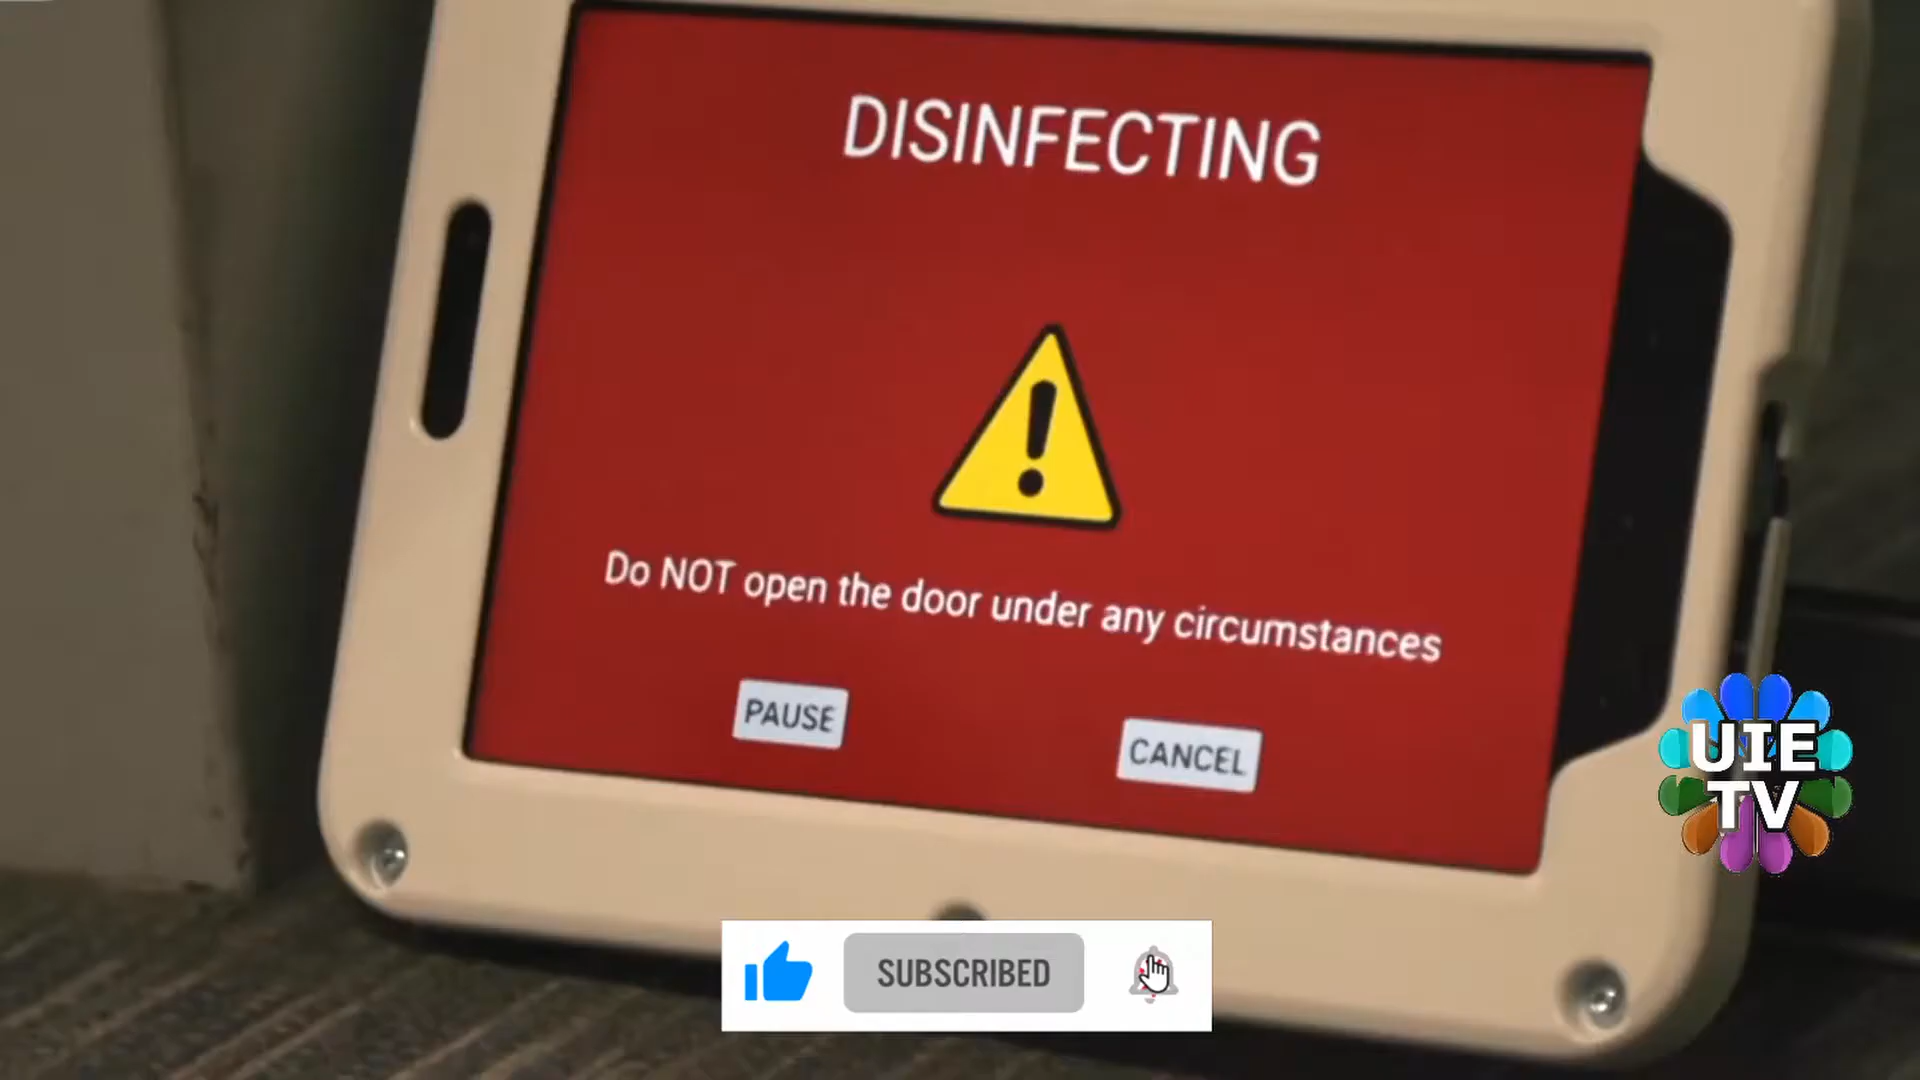 DISINFECTING
Do NOT open the door under any circumstances
PAUSE
CANCEL
UIE
TV
SUBSCRIBED